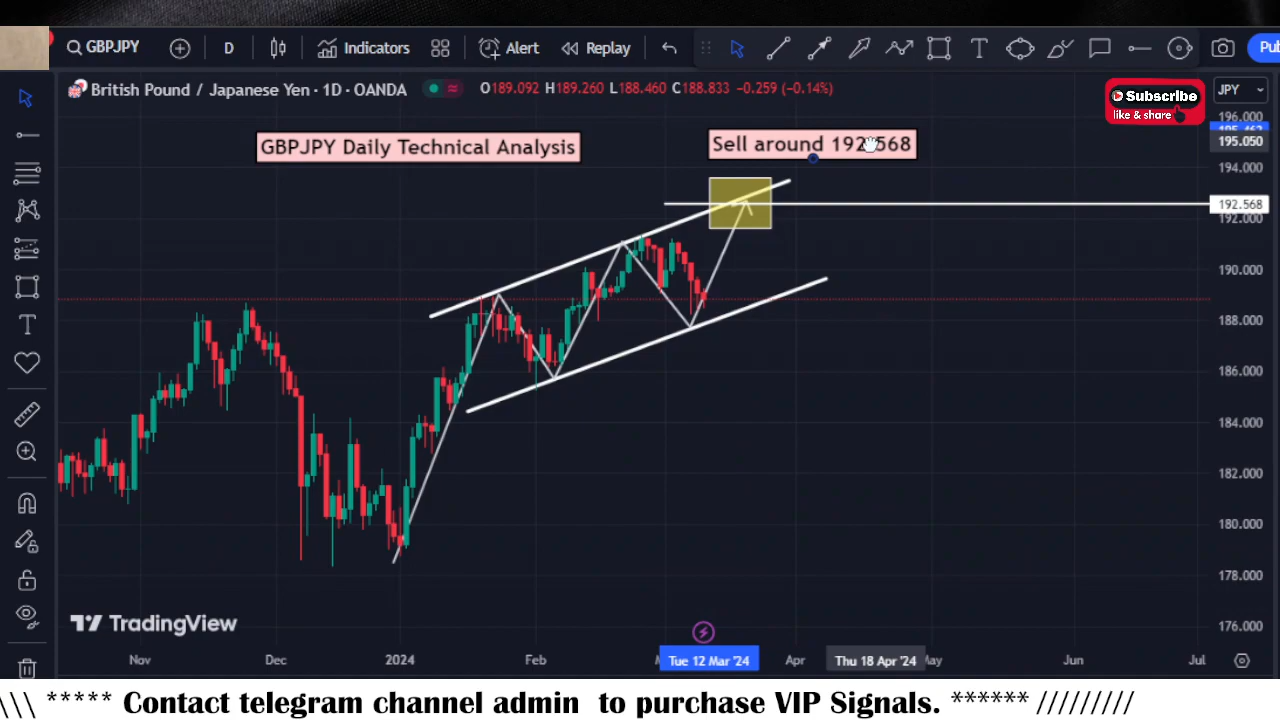 GBPJPY
D
Indicators
Alert
Replay
Pub
British Pound / Japanese Yen · 1D · OANDA
O189.092 H189.260 L188.460 C188.833 -0.259 (-0.14%)
Subscribe
like & share
JPY
GBPJPY Daily Technical Analysis
Sell around 192.568
196.000
195.050
194.000
192.568
192.000
190.000
188.000
186.000
184.000
182.000
180.000
178.000
176.000
TradingView
Nov
Dec
2024
Feb
Tue 12 Mar '24
Apr
Thu 18 Apr '24
May
Jun
Jul
\\\ ***** Contact telegram channel admin to purchase VIP Signals. ****** /////////